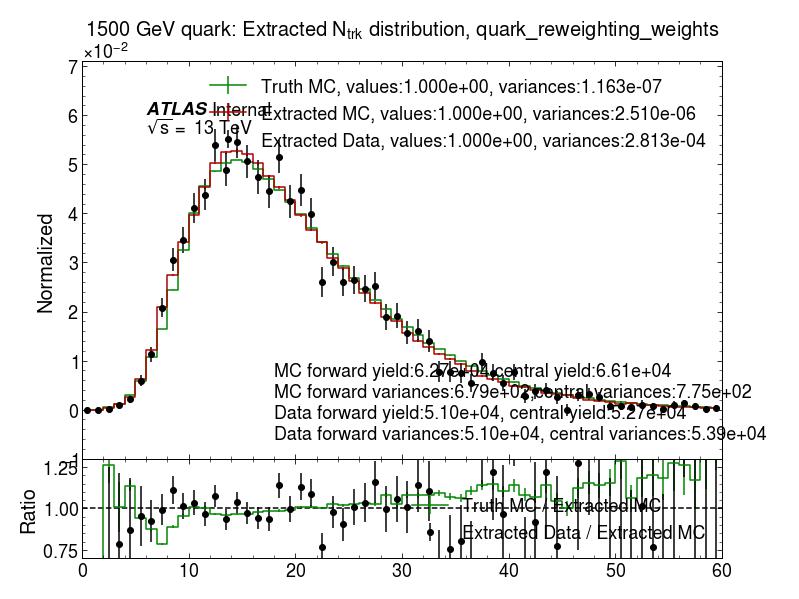 1500 GeV quark: Extracted Ntrk distribution, quark_reweighting_weights
×10−2
7
6
5
4
3
2
1
0
Normalized
Truth MC, values:1.000e+00, variances:1.163e-07
ATLAS Internal
Extracted MC, values:1.000e+00, variances:2.510e-06
√s = 13 TeV
Extracted Data, values:1.000e+00, variances:2.813e-04
MC forward yield:6.27e+04, central yield:6.61e+04
MC forward variances:6.79e+02, central variances:7.75e+02
Data forward yield:5.10e+04, central yield:5.27e+04
Data forward variances:5.10e+04, central variances:5.39e+04
1.25
1.00
0.75
Ratio
Truth MC / Extracted MC
Extracted Data / Extracted MC
0 10 20 30 40 50 60